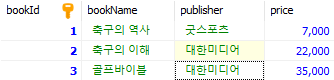 bookId bookName publisher price
1 축구의 역사 굿스포츠 7,000
2 축구의 이해 대한미디어 22,000
3 골프바이블 대한미디어 35,000